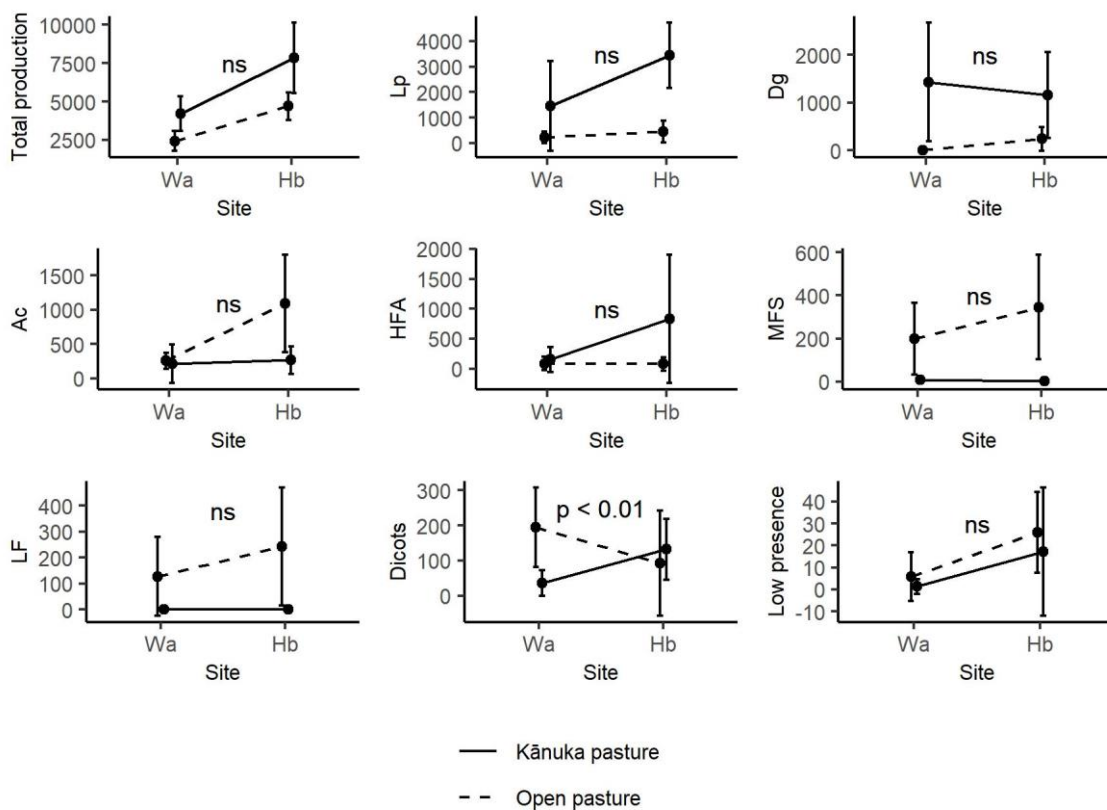 Total production
10000
7500
5000
2500
ns
Wa
Hb
Site
Lp
4000
3000
2000
1000
0
ns
Wa
Hb
Site
Dg
2000
1000
0
ns
Wa
Hb
Site
Ac
1500
1000
500
0
ns
Wa
Hb
Site
HFA
2000
1500
1000
500
0
ns
Wa
Hb
Site
MFS
600
400
200
0
ns
Wa
Hb
Site
LF
400
300
200
100
0
ns
Wa
Hb
Site
Dicots
300
200
100
0
p < 0.01
Wa
Hb
Site
Low presence
40
30
20
10
0
-10
ns
Wa
Hb
Site
Kānuka pasture
Open pasture